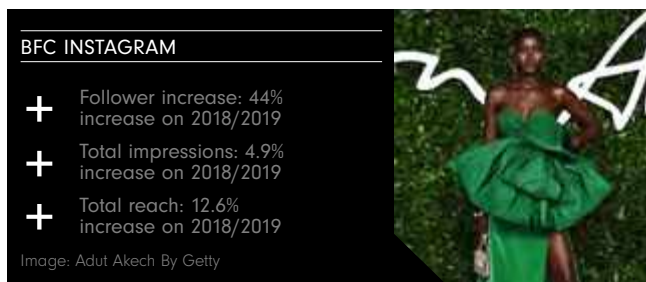 BFC INSTAGRAM
+ Follower increase: 44%
increase on 2018/2019
+ Total impressions: 4.9%
increase on 2018/2019
+ Total reach: 12.6%
increase on 2018/2019
Image: Adut Akech By Getty